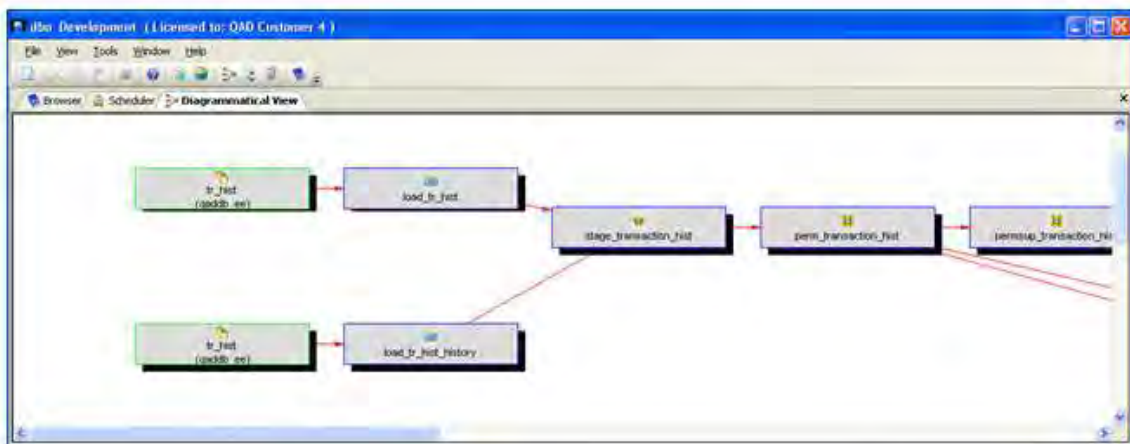 dbo Development ( Licensed to: QAD Customer 4 )
File View Tools Window Help
Browser Scheduler Diagrammatical View
tr_hist
(qaddb_ee)
load_tr_hist
stage_transaction_hist
perm_transaction_hist
permsup_transaction_his
tr_hist
(qaddb_ee)
load_tr_hist_history